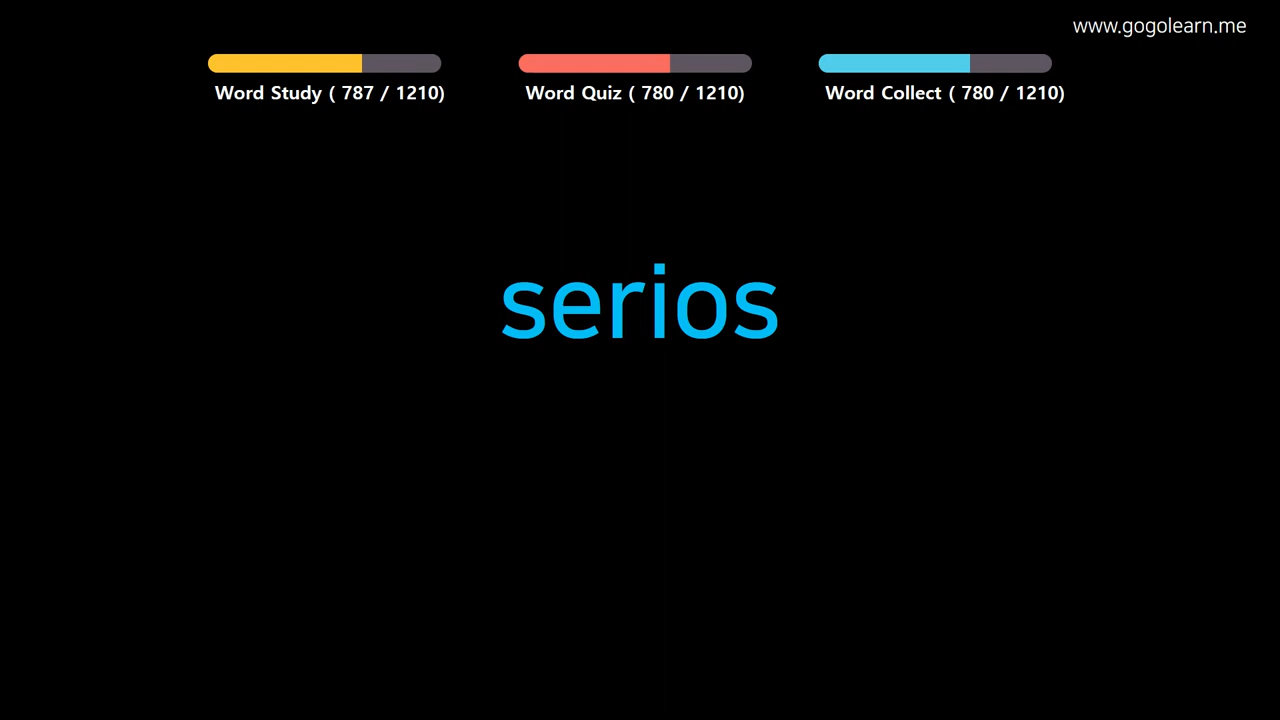 www.gogolearn.me
Word Study ( 787 / 1210)
Word Quiz ( 780 / 1210)
Word Collect ( 780 / 1210)
serios